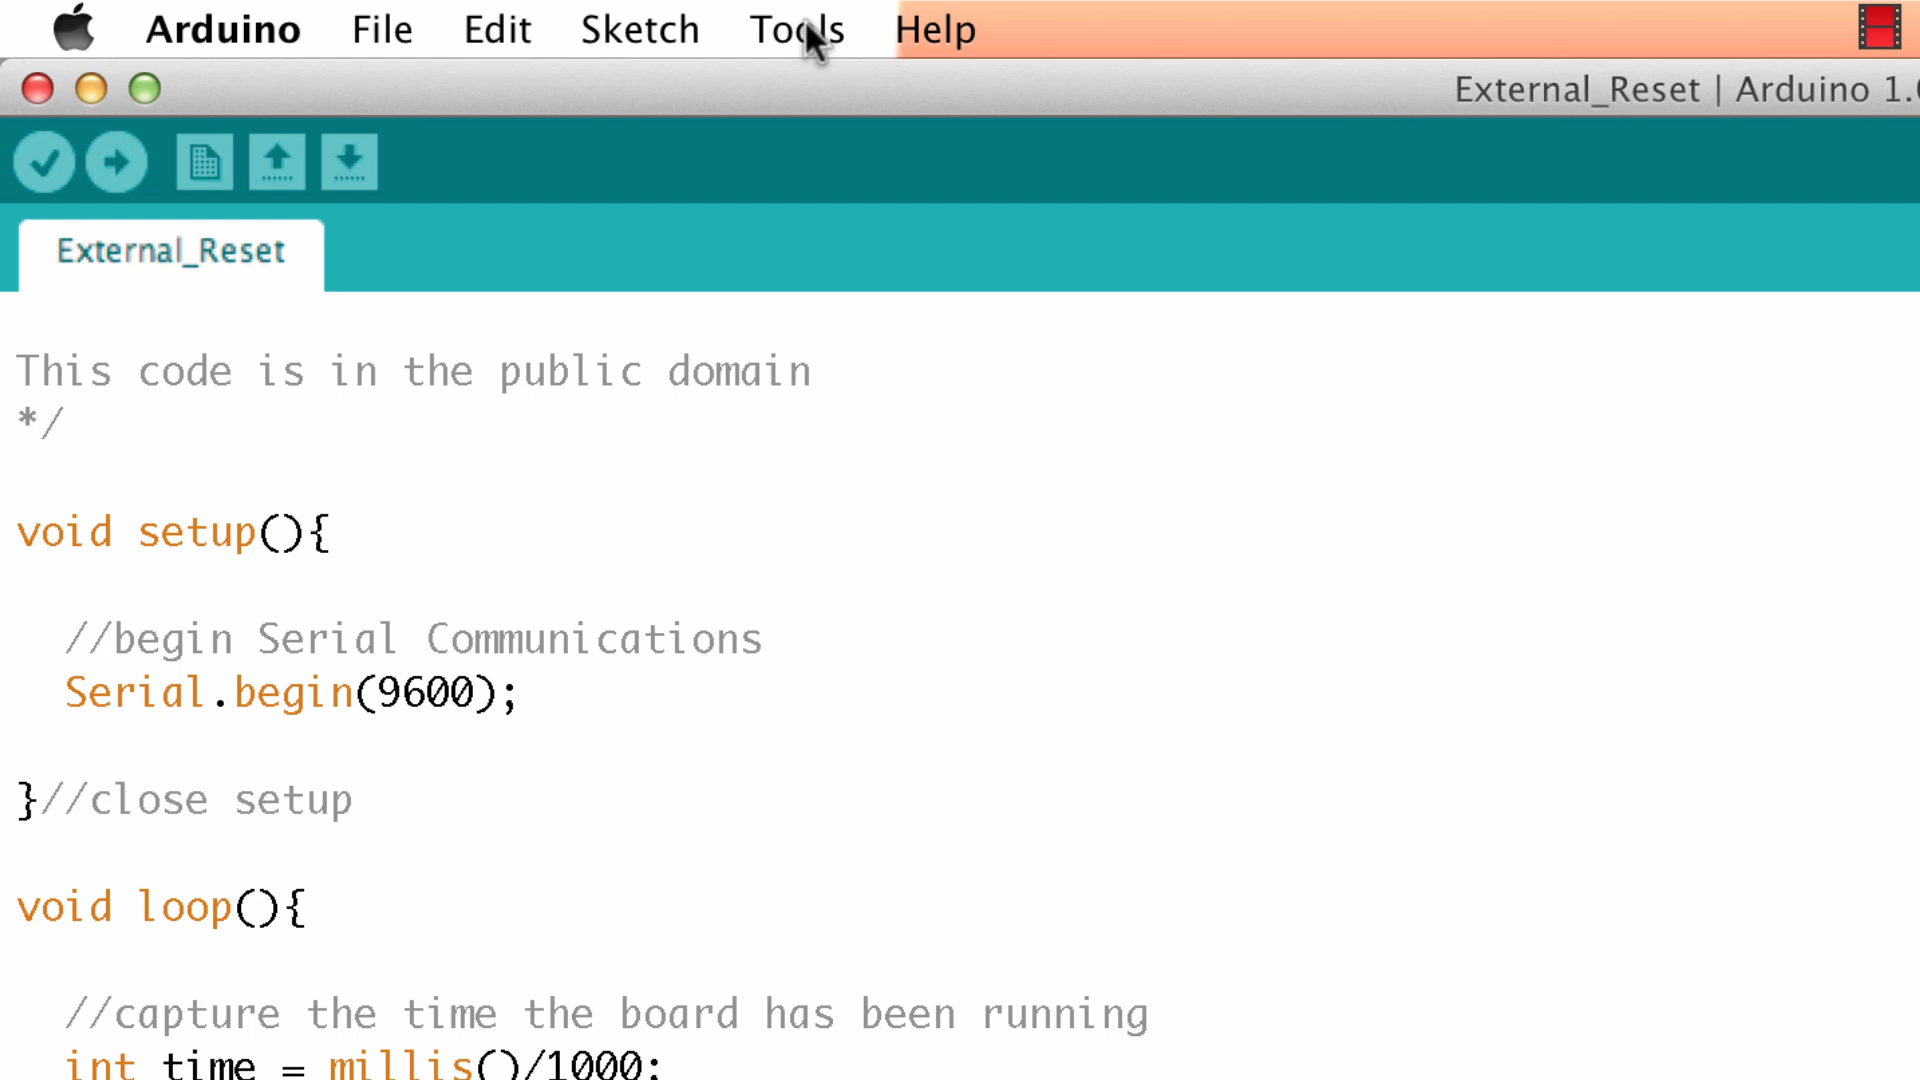 Arduino File Edit Sketch Tools Help
External_Reset | Arduino 1.0
External_Reset
This code is in the public domain
*/
void setup(){
//begin Serial Communications
Serial.begin(9600);
}//close setup
void loop(){
//capture the time the board has been running
int time = millis()/1000;